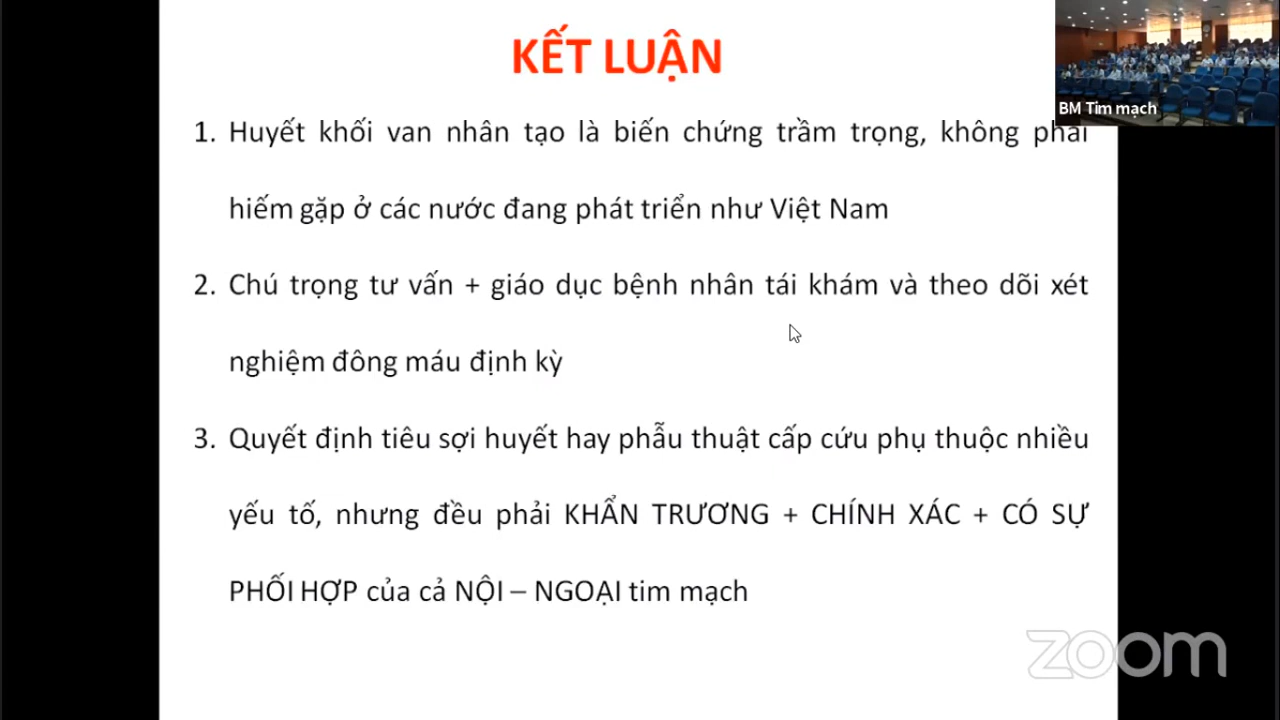 KẾT LUẬN
BM Tim mạch
1. Huyết khối van nhân tạo là biến chứng trầm trọng, không phải
hiếm gặp ở các nước đang phát triển như Việt Nam
2. Chú trọng tư vấn + giáo dục bệnh nhân tái khám và theo dõi xét
nghiệm đông máu định kỳ
3. Quyết định tiêu sợi huyết hay phẫu thuật cấp cứu phụ thuộc nhiều
yếu tố, nhưng đều phải KHẨN TRƯƠNG + CHÍNH XÁC + CÓ SỰ
PHỐI HỢP của cả NỘI – NGOẠI tim mạch
zoom